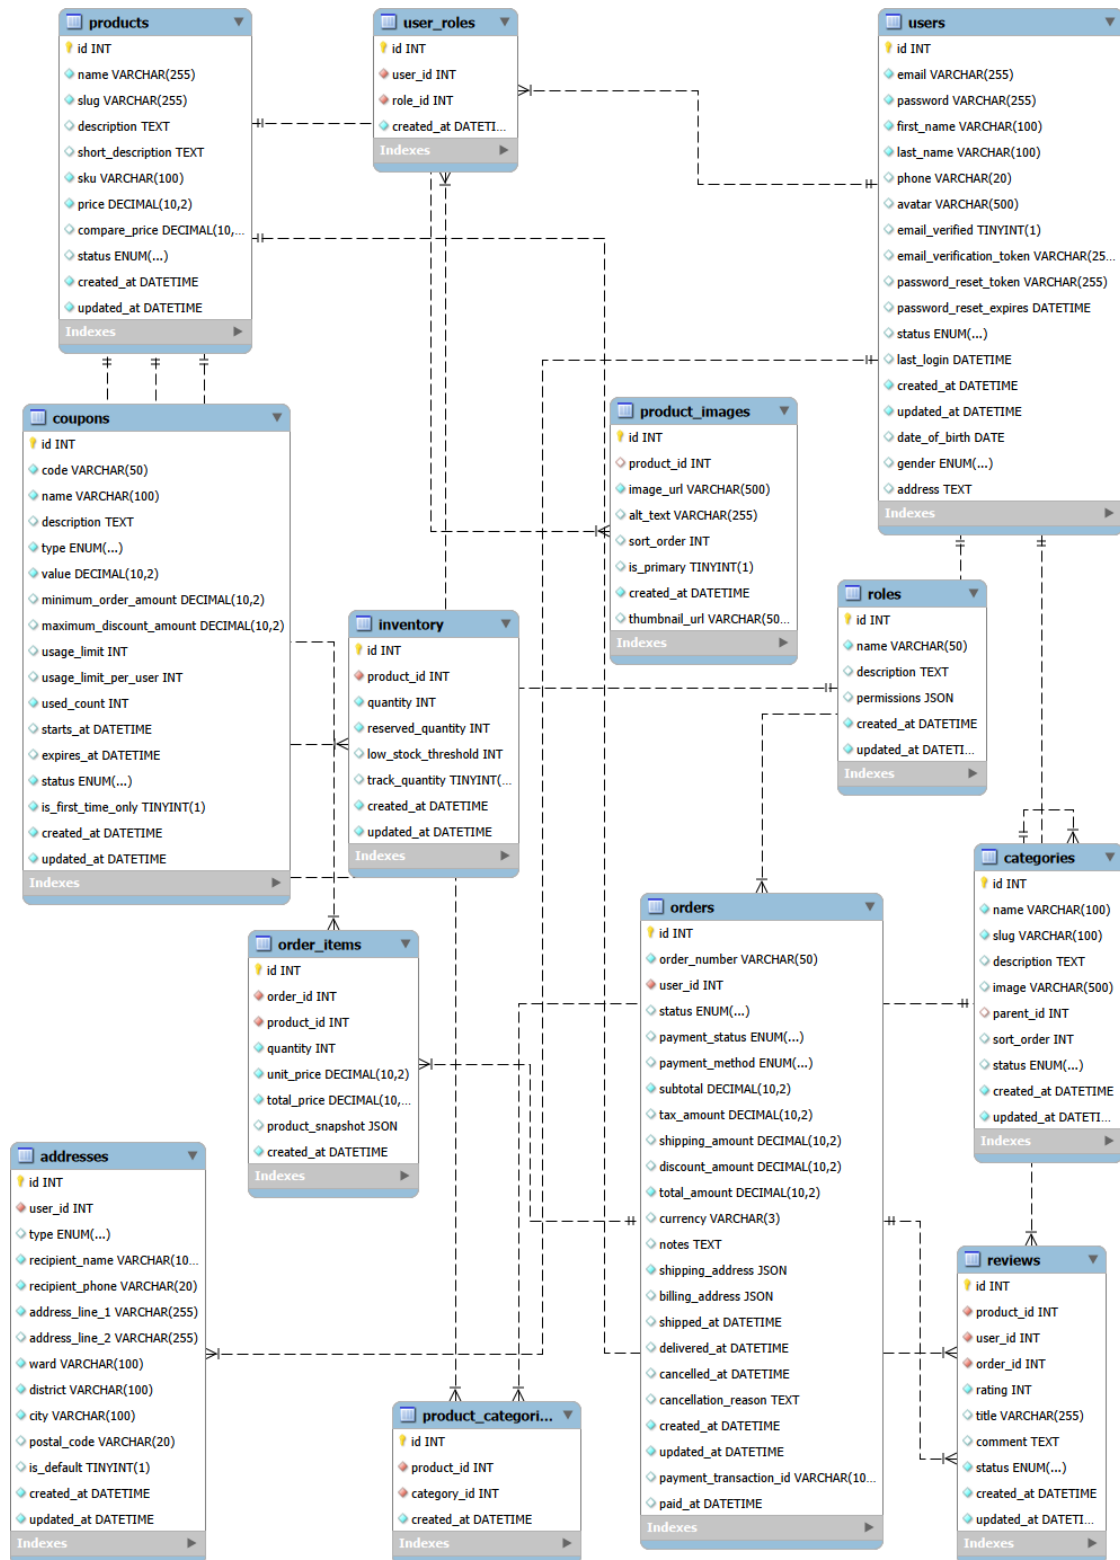 products
id INT
name VARCHAR(255)
slug VARCHAR(255)
description TEXT
short_description TEXT
sku VARCHAR(100)
price DECIMAL(10,2)
compare_price DECIMAL(10,...
status ENUM(...)
created_at DATETIME
updated_at DATETIME
Indexes
user_roles
id INT
user_id INT
role_id INT
created_at DATETI...
Indexes
users
id INT
email VARCHAR(255)
password VARCHAR(255)
first_name VARCHAR(100)
last_name VARCHAR(100)
phone VARCHAR(20)
avatar VARCHAR(500)
email_verified TINYINT(1)
email_verification_token VARCHAR(25...
password_reset_token VARCHAR(255)
password_reset_expires DATETIME
status ENUM(...)
last_login DATETIME
created_at DATETIME
updated_at DATETIME
date_of_birth DATE
gender ENUM(...)
address TEXT
Indexes
coupons
id INT
code VARCHAR(50)
name VARCHAR(100)
description TEXT
type ENUM(...)
value DECIMAL(10,2)
minimum_order_amount DECIMAL(10,2)
maximum_discount_amount DECIMAL(10,2)
usage_limit INT
usage_limit_per_user INT
used_count INT
starts_at DATETIME
expires_at DATETIME
status ENUM(...)
is_first_time_only TINYINT(1)
created_at DATETIME
updated_at DATETIME
Indexes
product_images
id INT
product_id INT
image_url VARCHAR(500)
alt_text VARCHAR(255)
sort_order INT
is_primary TINYINT(1)
created_at DATETIME
thumbnail_url VARCHAR(50...
Indexes
inventory
id INT
product_id INT
quantity INT
reserved_quantity INT
low_stock_threshold INT
track_quantity TINYINT(...
created_at DATETIME
updated_at DATETIME
Indexes
roles
id INT
name VARCHAR(50)
description TEXT
permissions JSON
created_at DATETIME
updated_at DATETI...
Indexes
categories
id INT
name VARCHAR(100)
slug VARCHAR(100)
description TEXT
image VARCHAR(500)
parent_id INT
sort_order INT
status ENUM(...)
created_at DATETIME
updated_at DATETI...
Indexes
order_items
id INT
order_id INT
product_id INT
quantity INT
unit_price DECIMAL(10,2)
total_price DECIMAL(10,...
product_snapshot JSON
created_at DATETIME
Indexes
orders
id INT
order_number VARCHAR(50)
user_id INT
status ENUM(...)
payment_status ENUM(...)
payment_method ENUM(...)
subtotal DECIMAL(10,2)
tax_amount DECIMAL(10,2)
shipping_amount DECIMAL(10,2)
discount_amount DECIMAL(10,2)
total_amount DECIMAL(10,2)
currency VARCHAR(3)
notes TEXT
shipping_address JSON
billing_address JSON
shipped_at DATETIME
delivered_at DATETIME
cancelled_at DATETIME
cancellation_reason TEXT
created_at DATETIME
updated_at DATETIME
payment_transaction_id VARCHAR(10...
paid_at DATETIME
Indexes
addresses
id INT
user_id INT
type ENUM(...)
recipient_name VARCHAR(10...
recipient_phone VARCHAR(20)
address_line_1 VARCHAR(255)
address_line_2 VARCHAR(255)
ward VARCHAR(100)
district VARCHAR(100)
city VARCHAR(100)
postal_code VARCHAR(20)
is_default TINYINT(1)
created_at DATETIME
updated_at DATETIME
Indexes
product_categori...
id INT
product_id INT
category_id INT
created_at DATETIME
Indexes
reviews
id INT
product_id INT
user_id INT
order_id INT
rating INT
title VARCHAR(255)
comment TEXT
status ENUM(...)
created_at DATETIME
updated_at DATETI...
Indexes